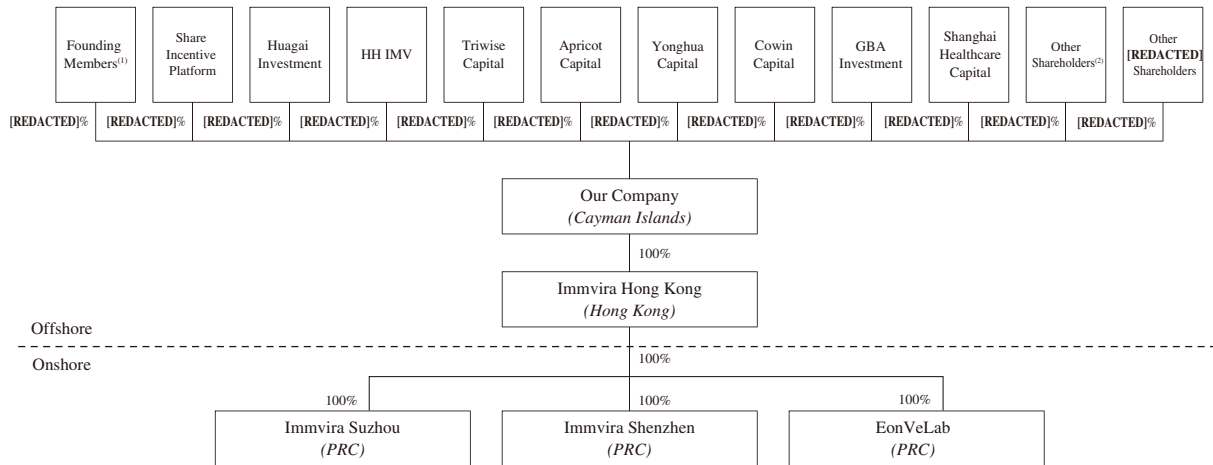 Founding
Members(1)
Share
Incentive
Platform
Huagai
Investment
HH IMV
Triwise
Capital
Apricot
Capital
Yonghua
Capital
Cowin
Capital
GBA
Investment
Shanghai
Healthcare
Capital
Other
Shareholders(2)
Other
[REDACTED]
Shareholders
[REDACTED]% [REDACTED]% [REDACTED]% [REDACTED]% [REDACTED]% [REDACTED]% [REDACTED]% [REDACTED]% [REDACTED]% [REDACTED]% [REDACTED]% [REDACTED]%
Our Company
(Cayman Islands)
100%
Immvira Hong Kong
(Hong Kong)
Offshore
Onshore
100%
100% 100% 100%
Immvira Suzhou
(PRC)
Immvira Shenzhen
(PRC)
EonVeLab
(PRC)